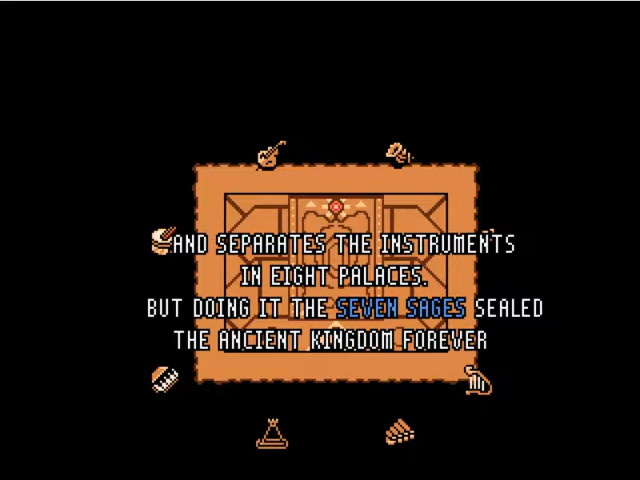 AND SEPARATES THE INSTRUMENTS
IN EIGHT PALACES.
BUT DOING IT THE SEVEN SAGES SEALED
THE ANCIENT KINGDOM FOREVER